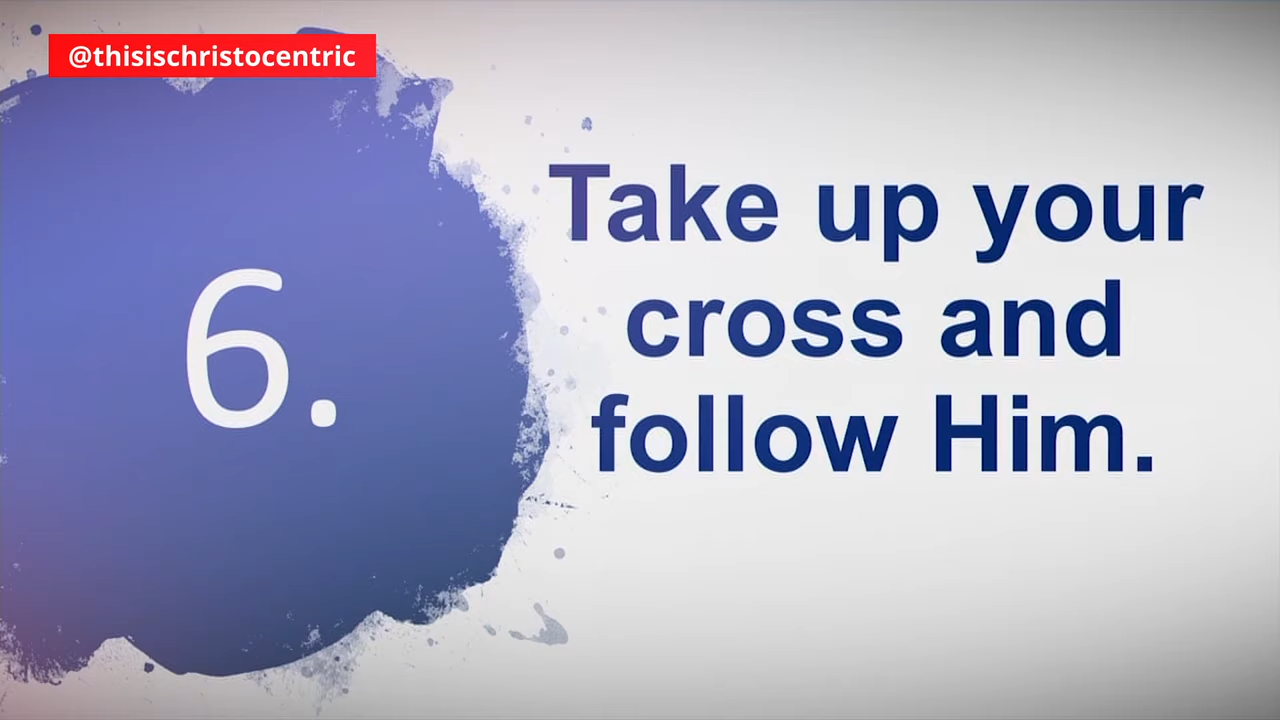 @thisischristocentric
6.
Take up your
cross and
follow Him.